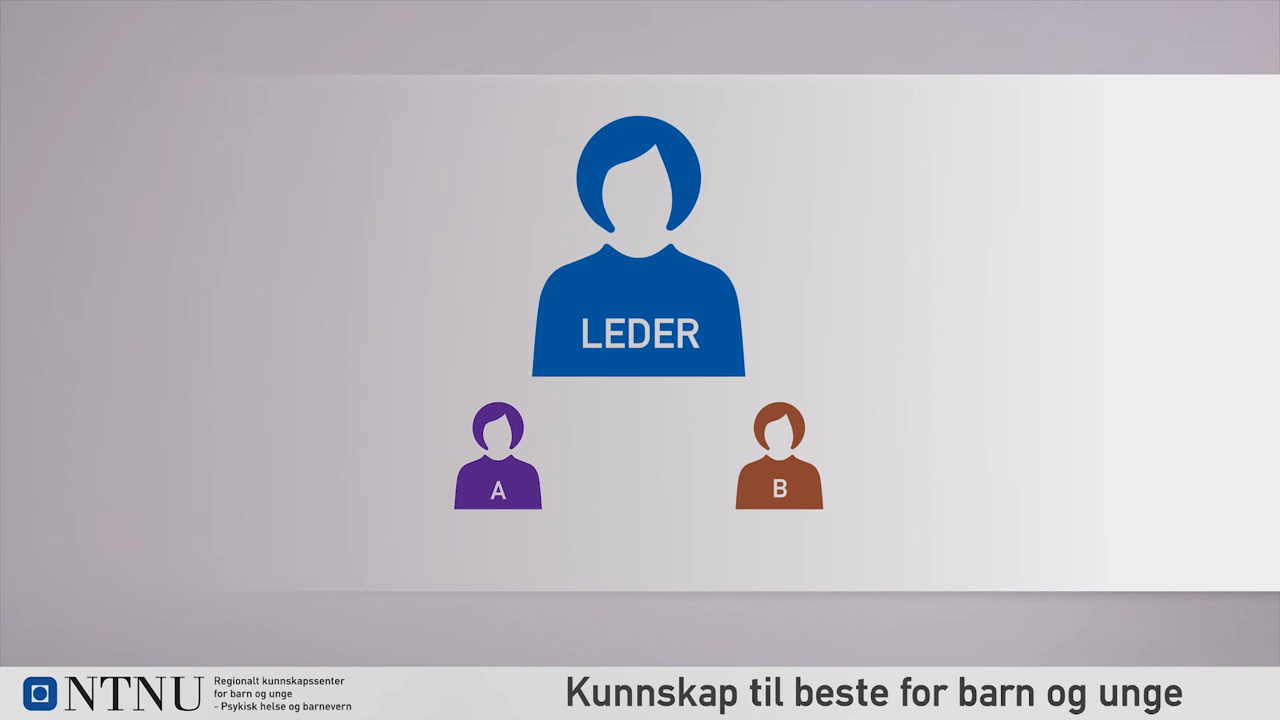 LEDER
A
B
NTNU
Regionalt kunnskapssenter
for barn og unge
- Psykisk helse og barnevern
Kunnskap til beste for barn og unge